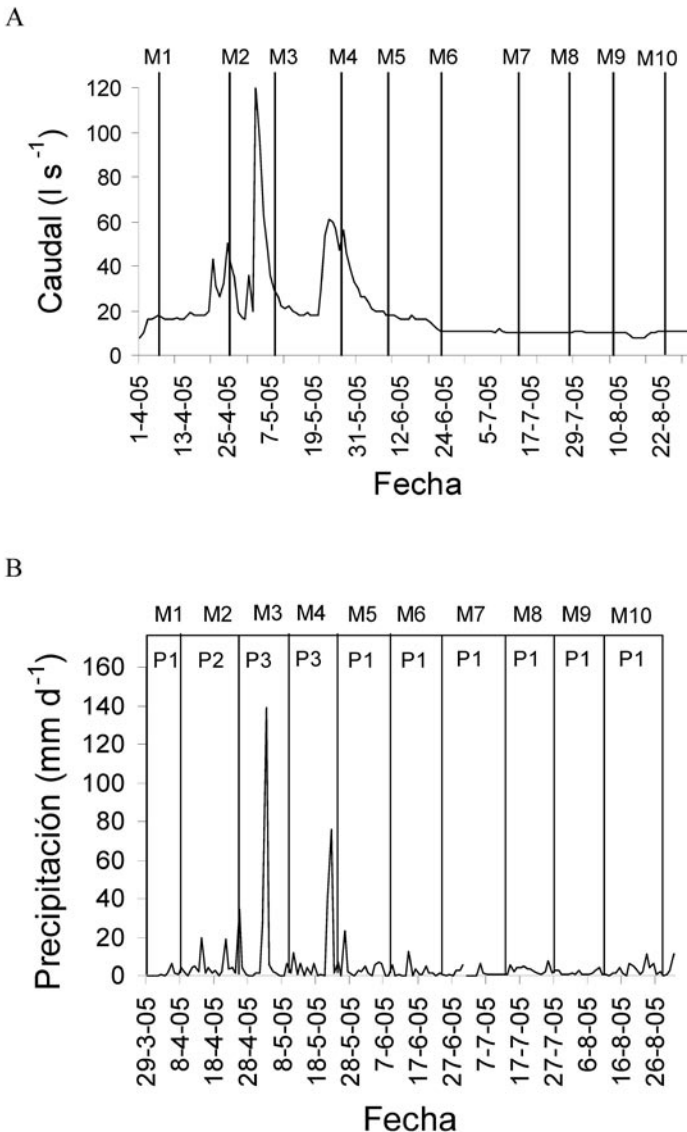 A
M1 M2 M3 M4 M5 M6 M7 M8 M9 M10
120
100
80
60
40
20
0
Caudal (l s⁻¹)
1-4-05 13-4-05 25-4-05 7-5-05 19-5-05 31-5-05 12-6-05 24-6-05 5-7-05 17-7-05 29-7-05 10-8-05 22-8-05
Fecha
B
M1 M2 M3 M4 M5 M6 M7 M8 M9 M10
P1 P2 P3 P3 P1 P1 P1 P1 P1 P1
160
140
120
100
80
60
40
20
0
Precipitación (mm d⁻¹)
29-3-05 8-4-05 18-4-05 28-4-05 8-5-05 18-5-05 28-5-05 7-6-05 17-6-05 27-6-05 7-7-05 17-7-05 27-7-05 6-8-05 16-8-05 26-8-05
Fecha